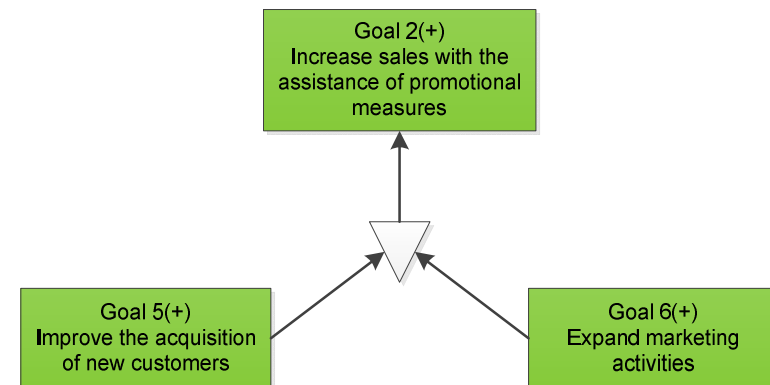 Goal 2(+)
Increase sales with the
assistance of promotional
measures
Goal 5(+)
Improve the acquisition
of new customers
Goal 6(+)
Expand marketing
activities